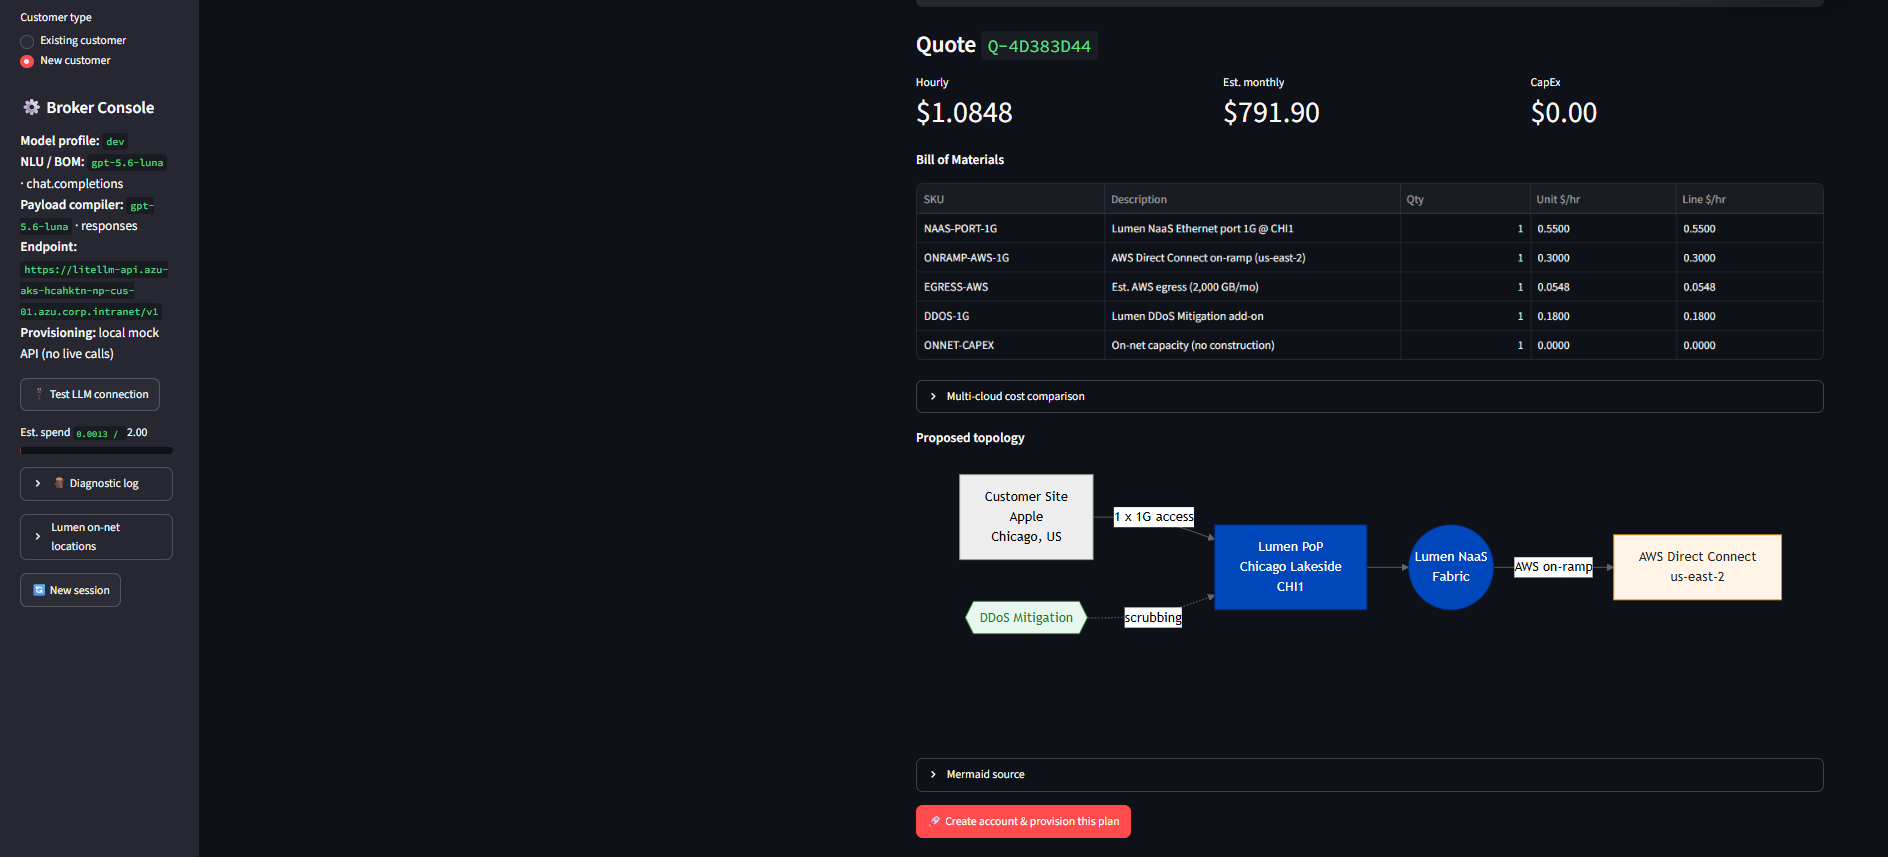 Customer type
Existing customer
New customer
Broker Console
Model profile: dev
NLU / BOM: gpt-5.6-luna
· chat.completions
Payload compiler: gpt-
5.6-luna · responses
Endpoint:
https://litellm-api.azu-
aks-hcahktn-np-cus-
01.azu.corp.intranet/v1
Provisioning: local mock
API (no live calls)
Test LLM connection
Est. spend 0.0013 / 2.00
Diagnostic log
Lumen on-net
locations
New session
Quote Q-4D383D44
Hourly Est. monthly CapEx
$1.0848 $791.90 $0.00
Bill of Materials
SKU Description Qty Unit $/hr Line $/hr
NAAS-PORT-1G Lumen NaaS Ethernet port 1G @ CHI1 1 0.5500 0.5500
ONRAMP-AWS-1G AWS Direct Connect on-ramp (us-east-2) 1 0.3000 0.3000
EGRESS-AWS Est. AWS egress (2,000 GB/mo) 1 0.0548 0.0548
DDOS-1G Lumen DDoS Mitigation add-on 1 0.1800 0.1800
ONNET-CAPEX On-net capacity (no construction) 1 0.0000 0.0000
Multi-cloud cost comparison
Proposed topology
Customer Site
Apple
Chicago, US
1 x 1G access
DDoS Mitigation
scrubbing
Lumen PoP
Chicago Lakeside
CHI1
Lumen NaaS
Fabric
AWS on-ramp
AWS Direct Connect
us-east-2
Mermaid source
Create account & provision this plan